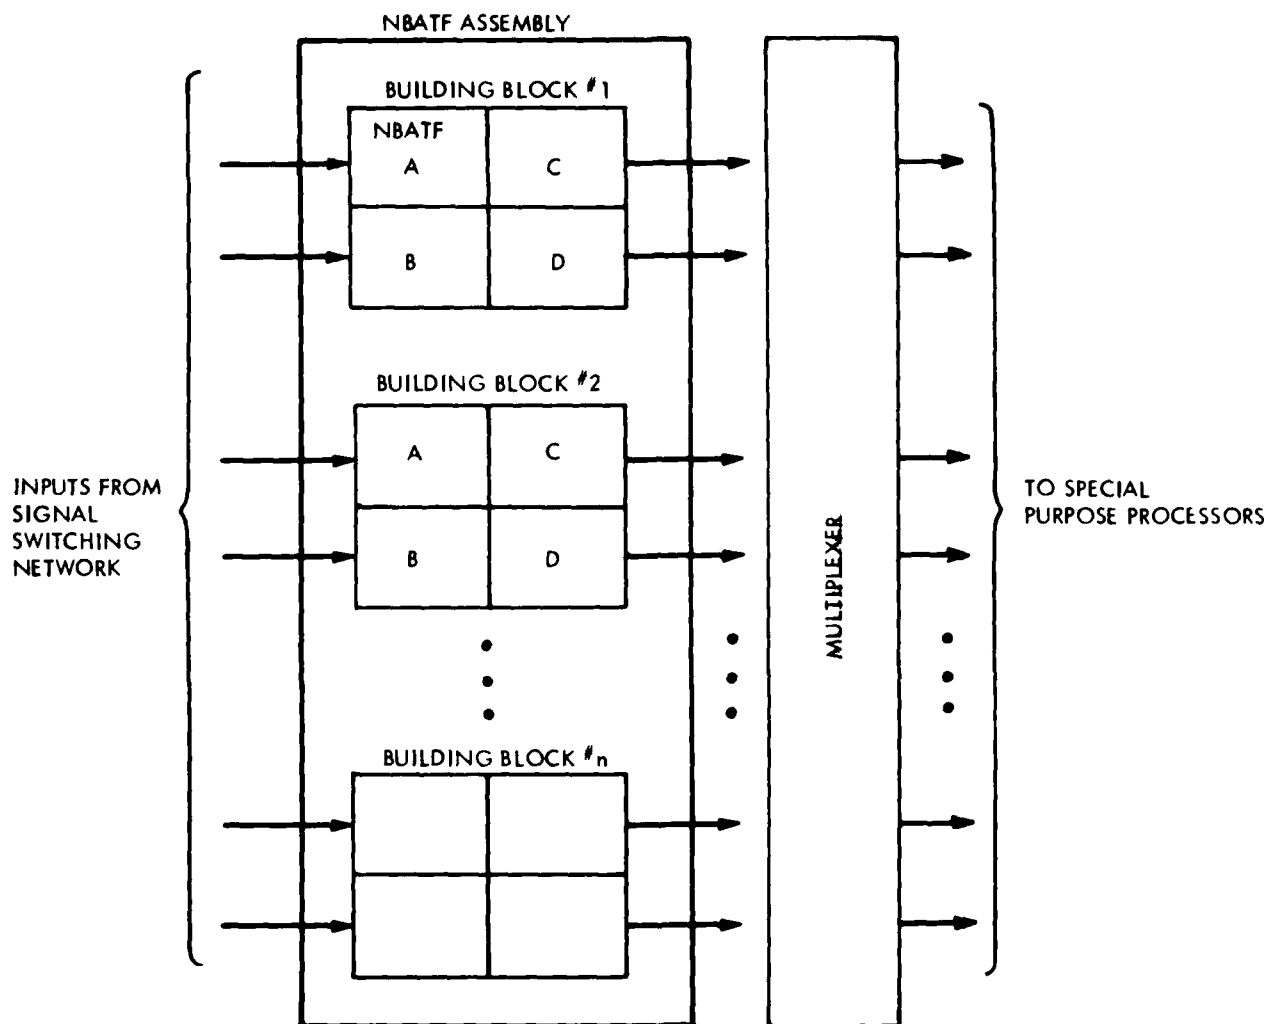 NBATF ASSEMBLY
BUILDING BLOCK #1
NBATF
A
C
B
D
BUILDING BLOCK #2
A
C
B
D
INPUTS FROM
SIGNAL
SWITCHING
NETWORK
BUILDING BLOCK #n
MULTIPLEXER
TO SPECIAL
PURPOSE PROCESSORS